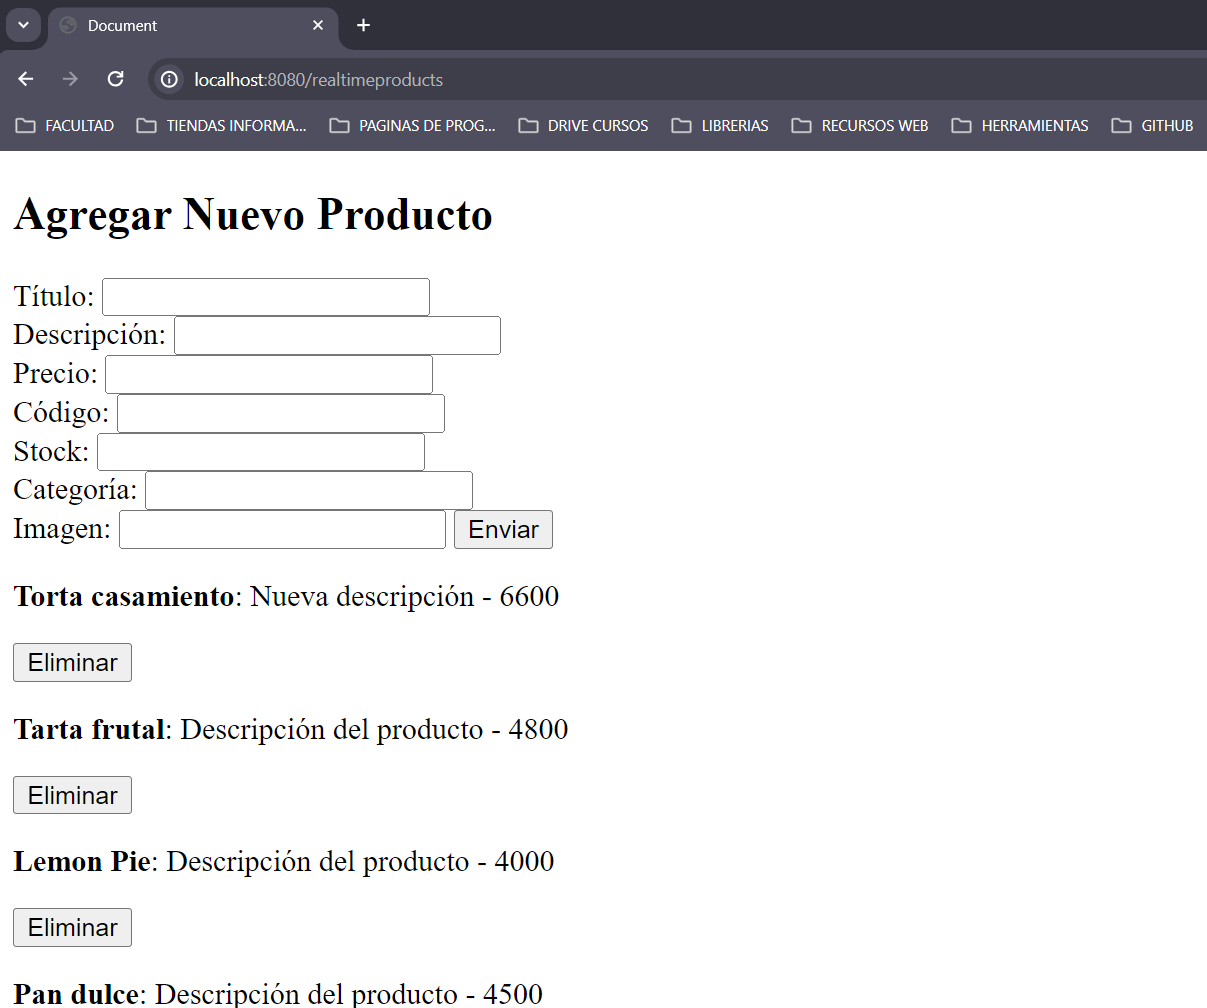 Document
localhost:8080/realtimeproducts
FACULTAD TIENDAS INFORMA... PAGINAS DE PROG... DRIVE CURSOS LIBRERIAS RECURSOS WEB HERRAMIENTAS GITHUB
Agregar Nuevo Producto
Título:
Descripción:
Precio:
Código:
Stock:
Categoría:
Imagen: Enviar
Torta casamiento: Nueva descripción - 6600
Eliminar
Tarta frutal: Descripción del producto - 4800
Eliminar
Lemon Pie: Descripción del producto - 4000
Eliminar
Pan dulce: Descripción del producto - 4500